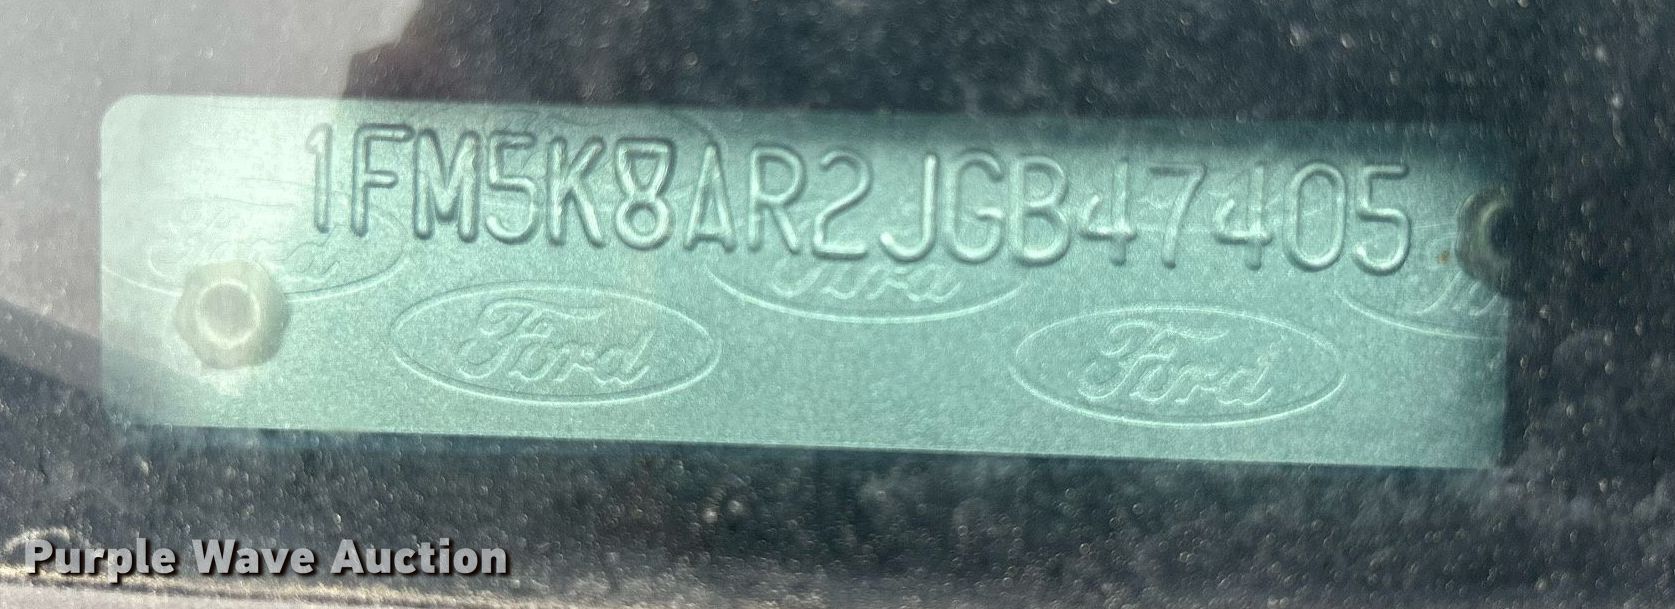 1FM5K8AR2JGB47405
Ford
Ford
Ford
Ford
Purple Wave Auction